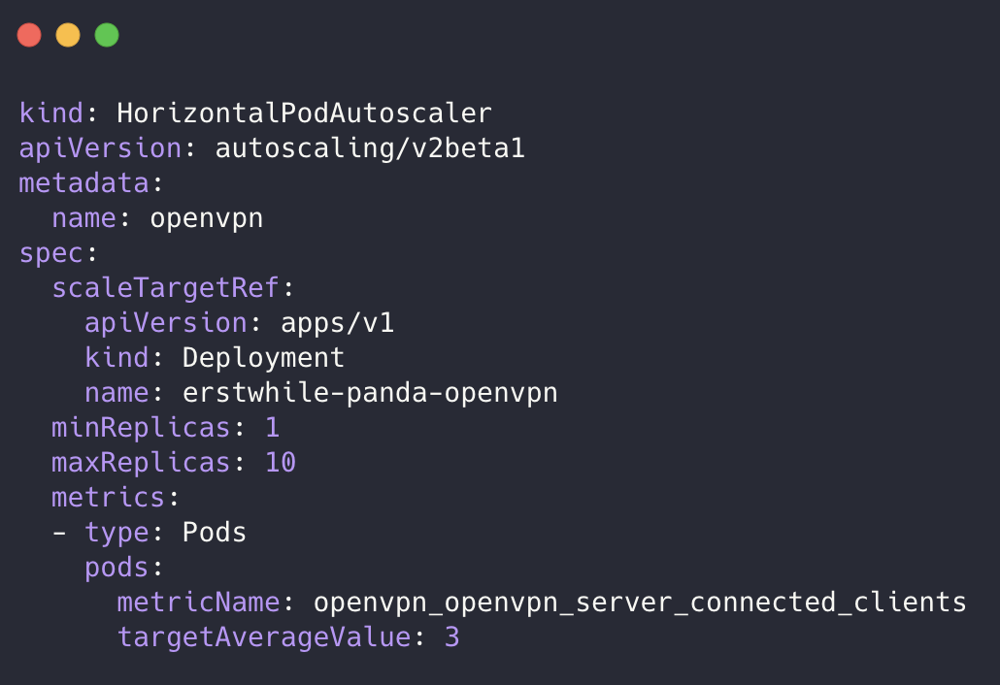 kind: HorizontalPodAutoscaler
apiVersion: autoscaling/v2beta1
metadata:
  name: openvpn
spec:
  scaleTargetRef:
    apiVersion: apps/v1
    kind: Deployment
    name: erstwhile-panda-openvpn
  minReplicas: 1
  maxReplicas: 10
  metrics:
  - type: Pods
    pods:
      metricName: openvpn_openvpn_server_connected_clients
      targetAverageValue: 3